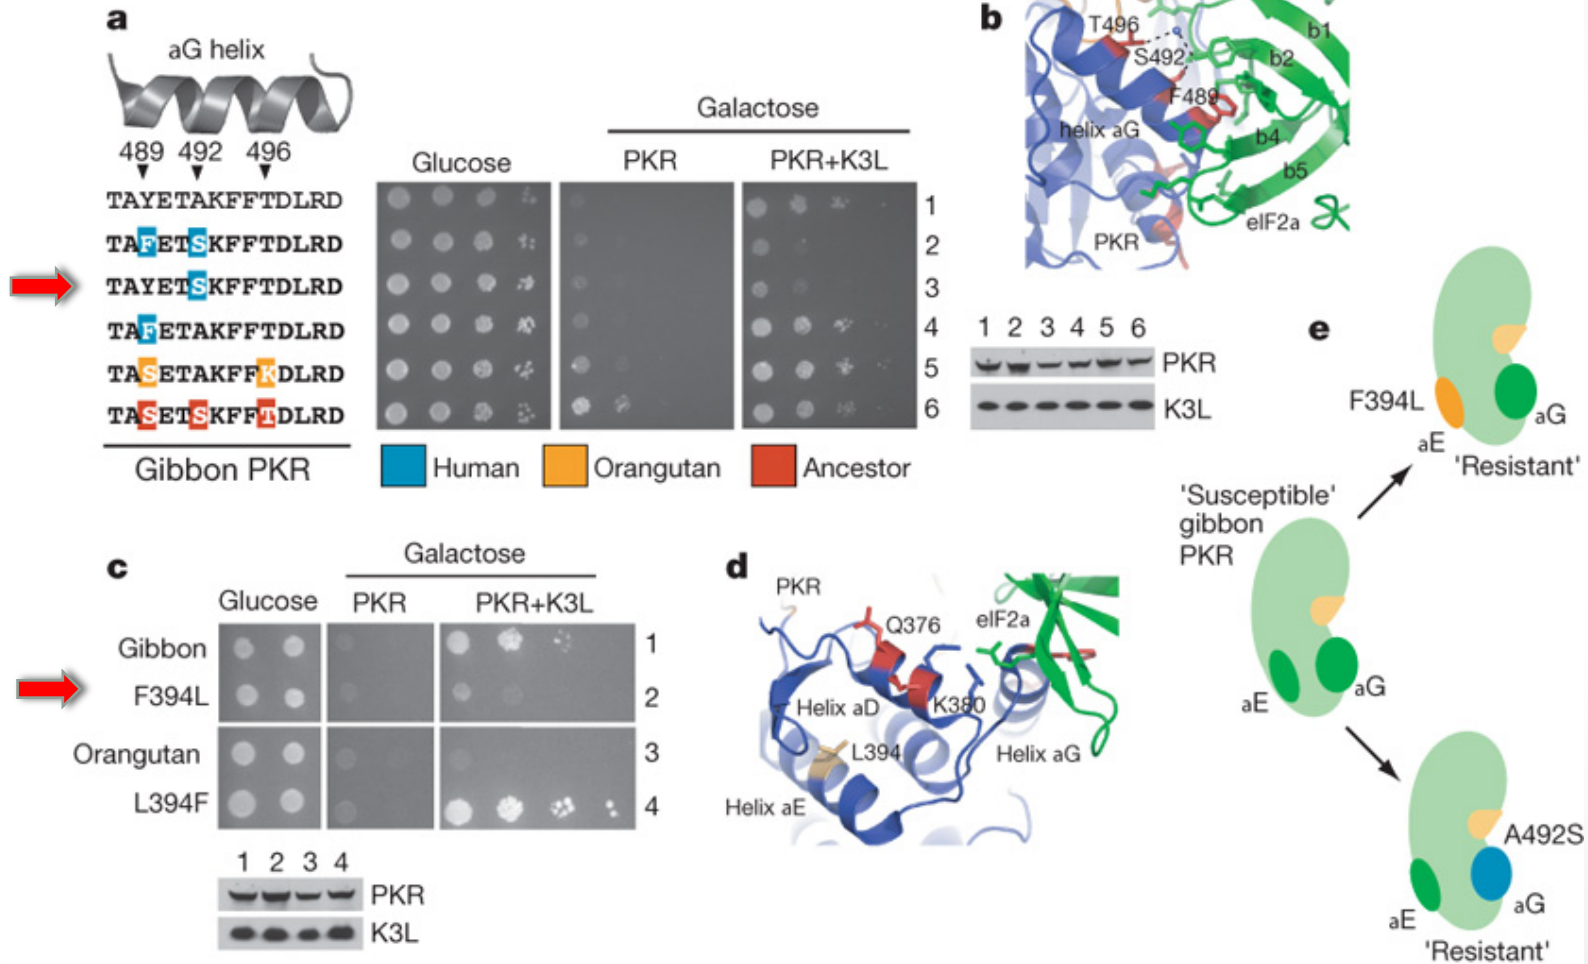 a
aG helix
489 492 496
TAYETAKFFTDLRD
TAFETSKFFTDLRD
TAYETSKFFTDLRD
TAFETAKFFTDLRD
TASETAKFFKDLRD
TASETSKFFTDLRD
Gibbon PKR
Galactose
Glucose PKR PKR+K3L
1
2
3
4
5
6
Human Orangutan Ancestor
b
T496
S492
F489
helix aG
PKR
b1
b2
b4
b5
eIF2a
1 2 3 4 5 6
PKR
K3L
c
Galactose
Glucose PKR PKR+K3L
Gibbon 1
F394L 2
Orangutan 3
L394F 4
1 2 3 4
PKR
K3L
d
PKR
Q376
eIF2a
Helix aD
K380
L394
Helix aG
Helix aE
e
F394L
aG
aE
'Resistant'
'Susceptible'
gibbon
PKR
aE
aG
A492S
aG
aE
'Resistant'